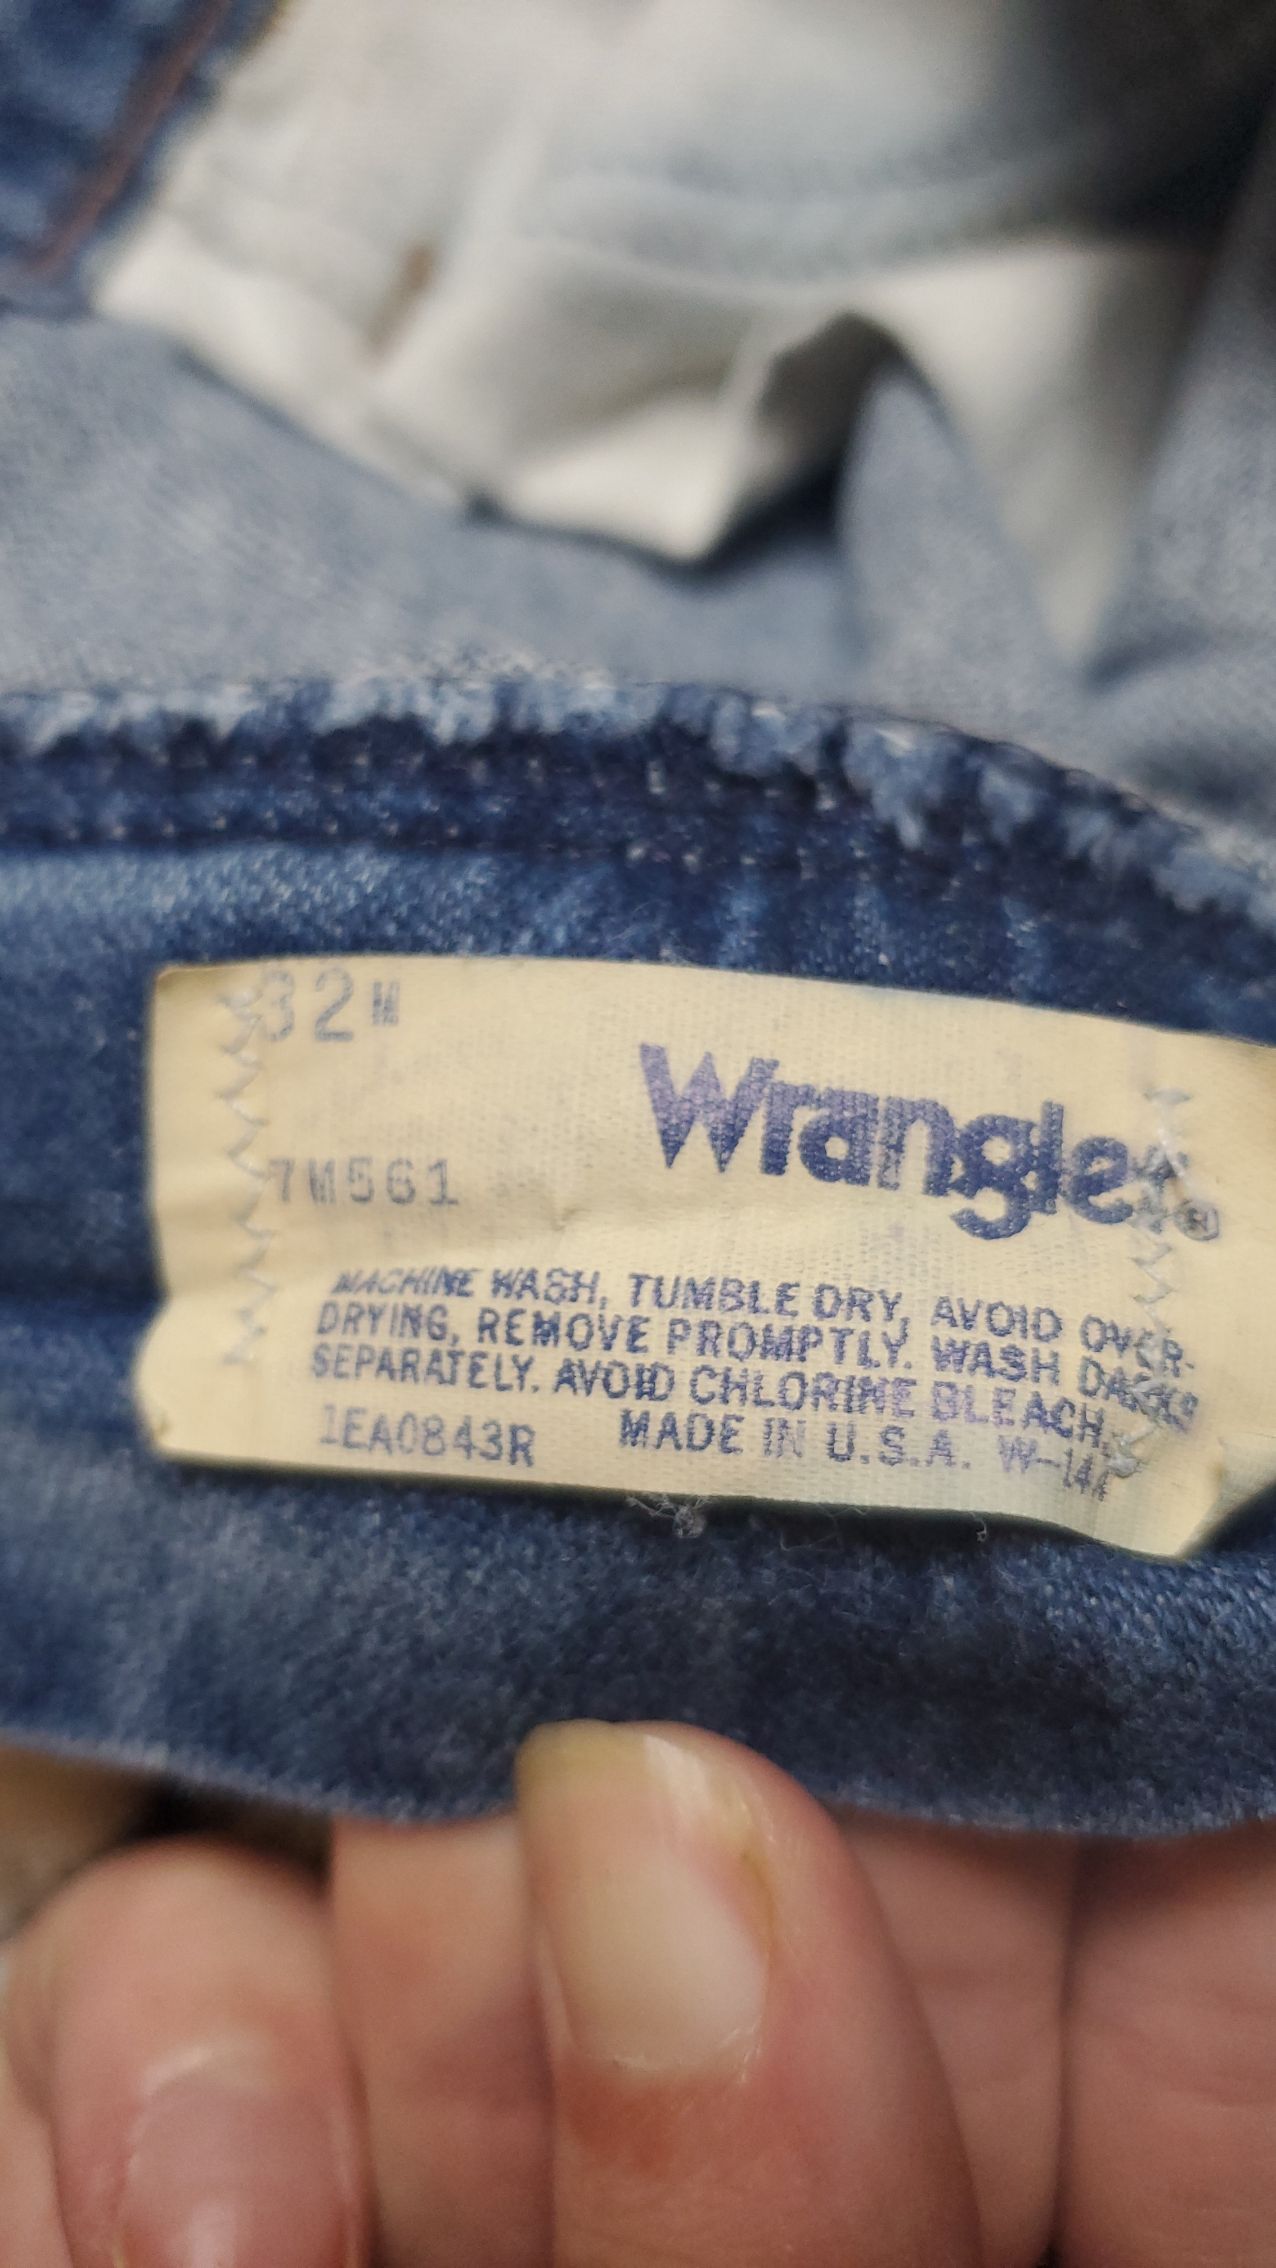 32M
Wrangler®
7M561
MACHINE WASH, TUMBLE DRY, AVOID OVER-
DRYING, REMOVE PROMPTLY. WASH DARKS
SEPARATELY. AVOID CHLORINE BLEACH.
1EA0843R MADE IN U.S.A. W-14A